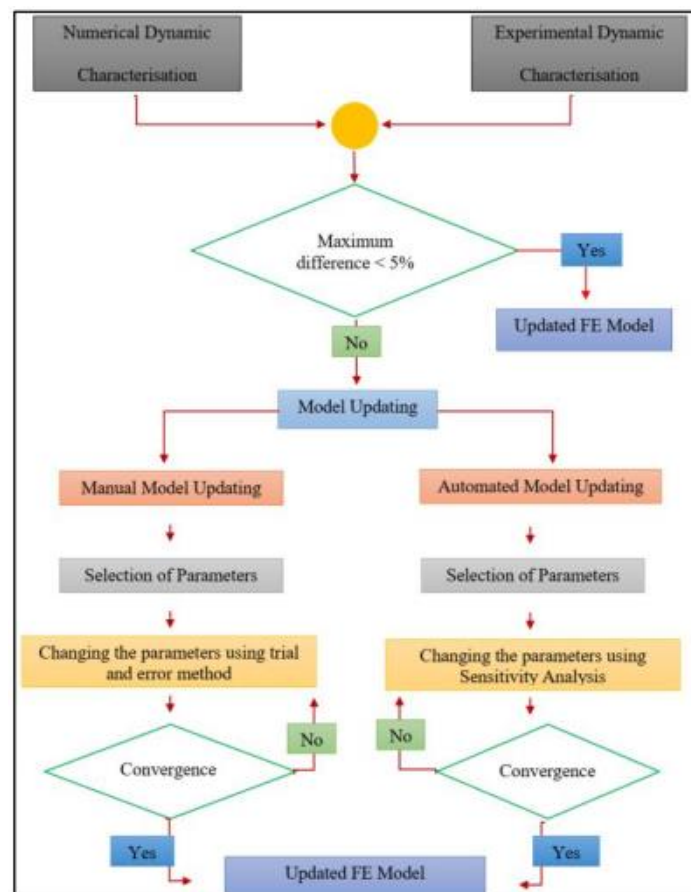 Numerical Dynamic
Characterisation
Experimental Dynamic
Characterisation
Maximum
difference < 5%
Yes
Updated FE Model
No
Model Updating
Manual Model Updating
Automated Model Updating
Selection of Parameters
Selection of Parameters
Changing the parameters using trial
and error method
Changing the parameters using
Sensitivity Analysis
No
No
Convergence
Convergence
Yes
Yes
Updated FE Model